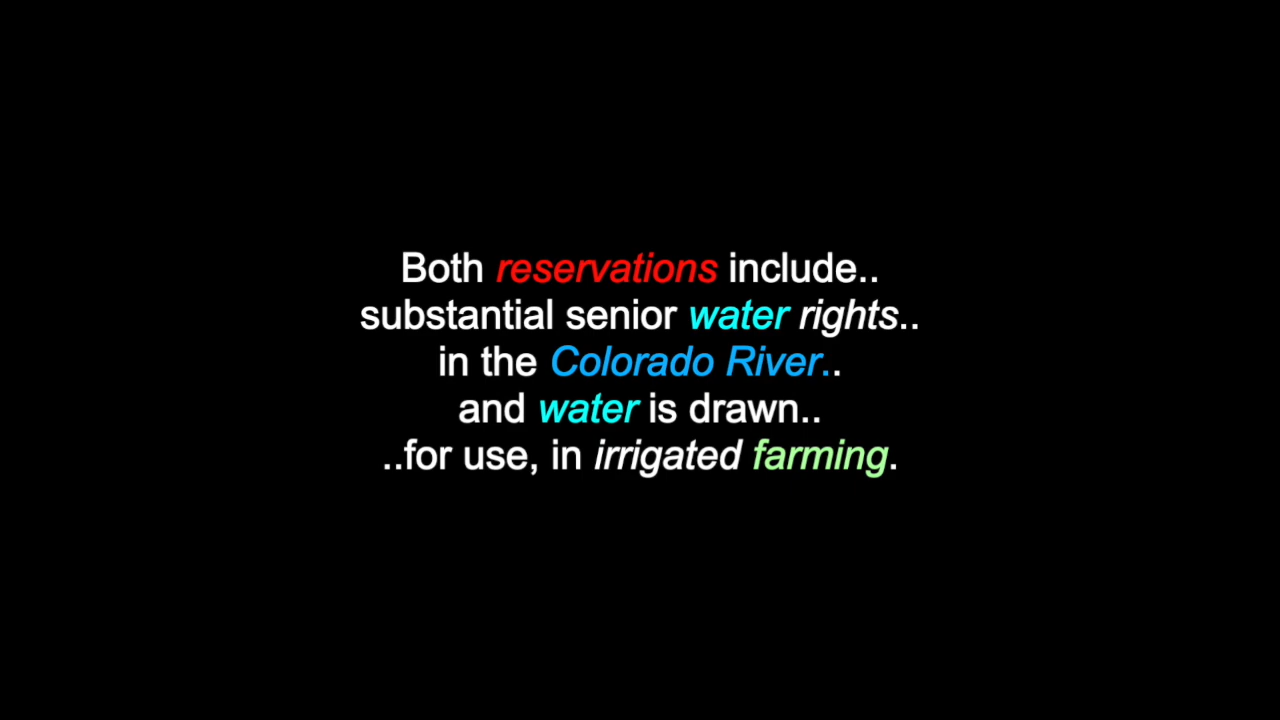 Both reservations include..
substantial senior water rights..
in the Colorado River..
and water is drawn..
..for use, in irrigated farming.